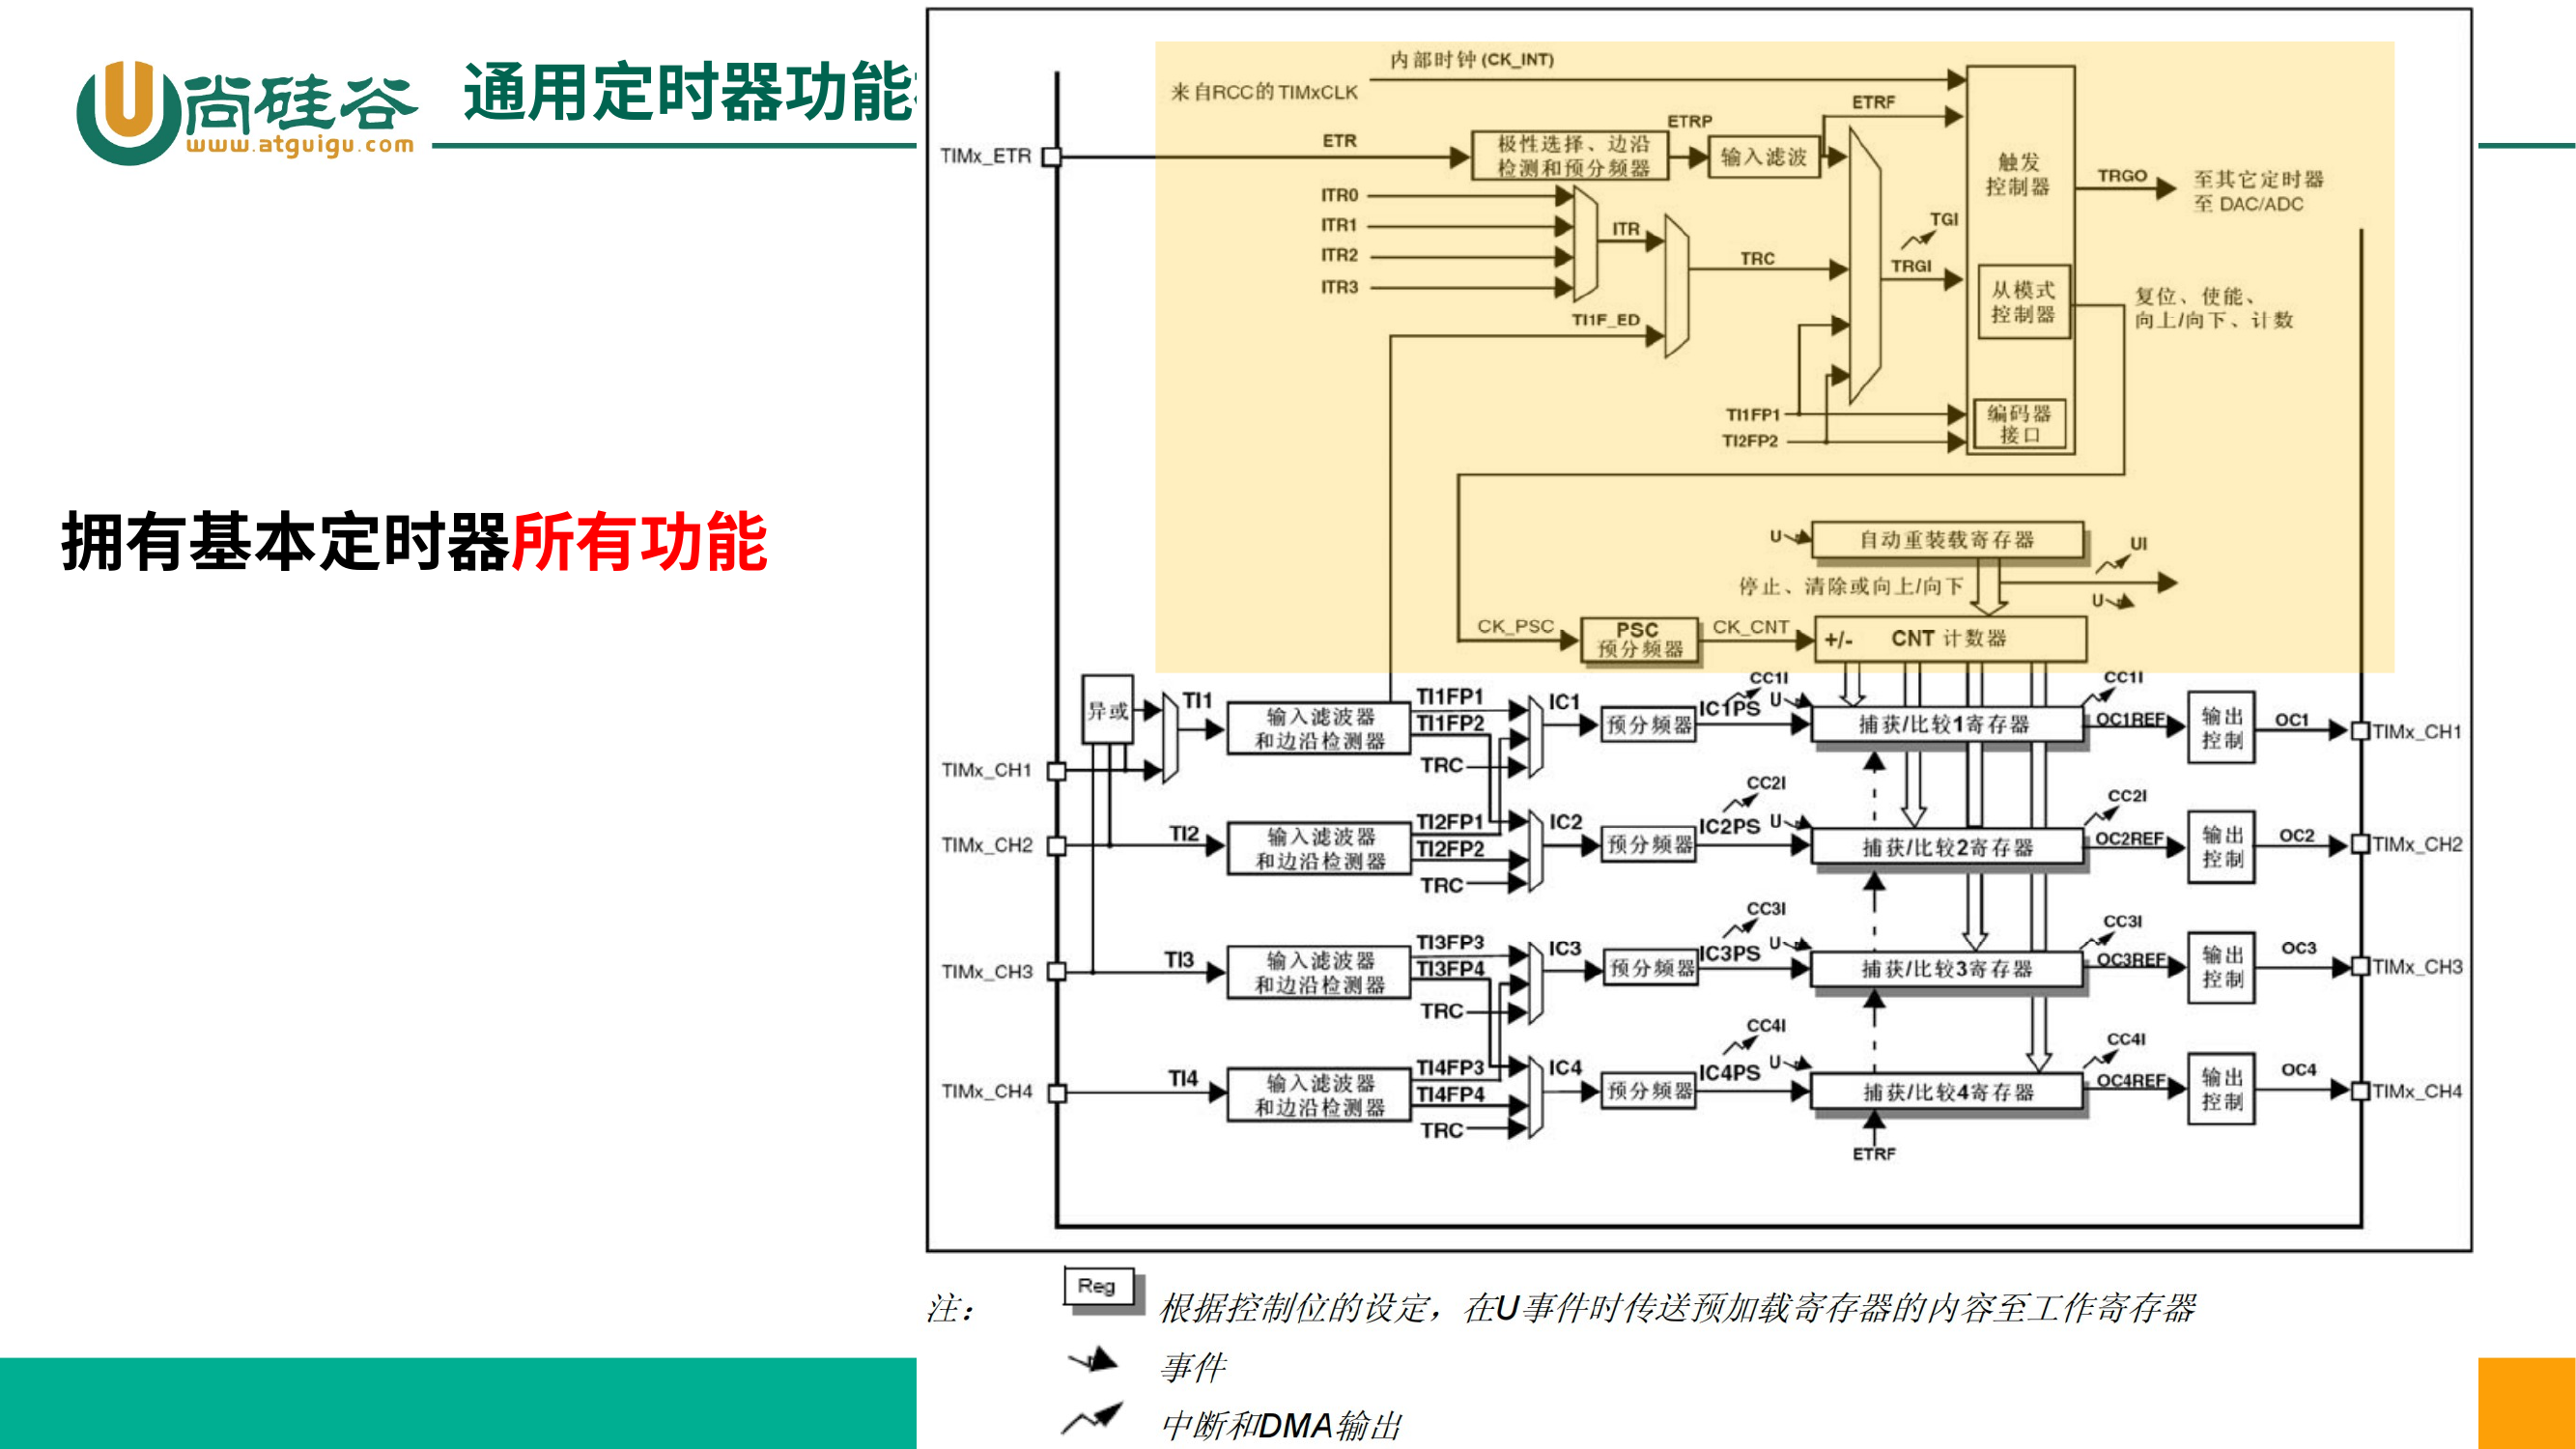 尚硅谷
www.atguigu.com
通用定时器功能
拥有基本定时器所有功能
内部时钟(CK_INT)
来自RCC的TIMxCLK
TIMx_ETR
ETR
极性选择、边沿
检测和预分频器
ETRP
输入滤波
ETRF
触发
控制器
TRGO
至其它定时器
至 DAC/ADC
ITR0
ITR1
ITR2
ITR3
ITR
TRC
TGI
TRGI
TI1F_ED
从模式
控制器
复位、使能、
向上/向下、计数
TI1FP1
TI2FP2
编码器
接口
U
自动重装载寄存器
UI
停止、清除或向上/向下
U
CK_PSC
PSC
预分频器
CK_CNT
+/-
CNT 计数器
异或
TI1
输入滤波器
和边沿检测器
TI1FP1
TI1FP2
TRC
IC1
预分频器
CC1I
IC1PS
U
捕获/比较1寄存器
CC1I
OC1REF
输出
控制
OC1
TIMx_CH1
TIMx_CH1
TIMx_CH2
TI2
输入滤波器
和边沿检测器
TI2FP1
TI2FP2
TRC
IC2
预分频器
CC2I
IC2PS
U
捕获/比较2寄存器
CC2I
OC2REF
输出
控制
OC2
TIMx_CH2
TIMx_CH3
TI3
输入滤波器
和边沿检测器
TI3FP3
TI3FP4
TRC
IC3
预分频器
CC3I
IC3PS
U
捕获/比较3寄存器
CC3I
OC3REF
输出
控制
OC3
TIMx_CH3
TIMx_CH4
TI4
输入滤波器
和边沿检测器
TI4FP3
TI4FP4
TRC
IC4
预分频器
CC4I
IC4PS
U
捕获/比较4寄存器
CC4I
OC4REF
输出
控制
OC4
TIMx_CH4
ETRF
注：
Reg
根据控制位的设定，在U事件时传送预加载寄存器的内容至工作寄存器
事件
中断和DMA输出